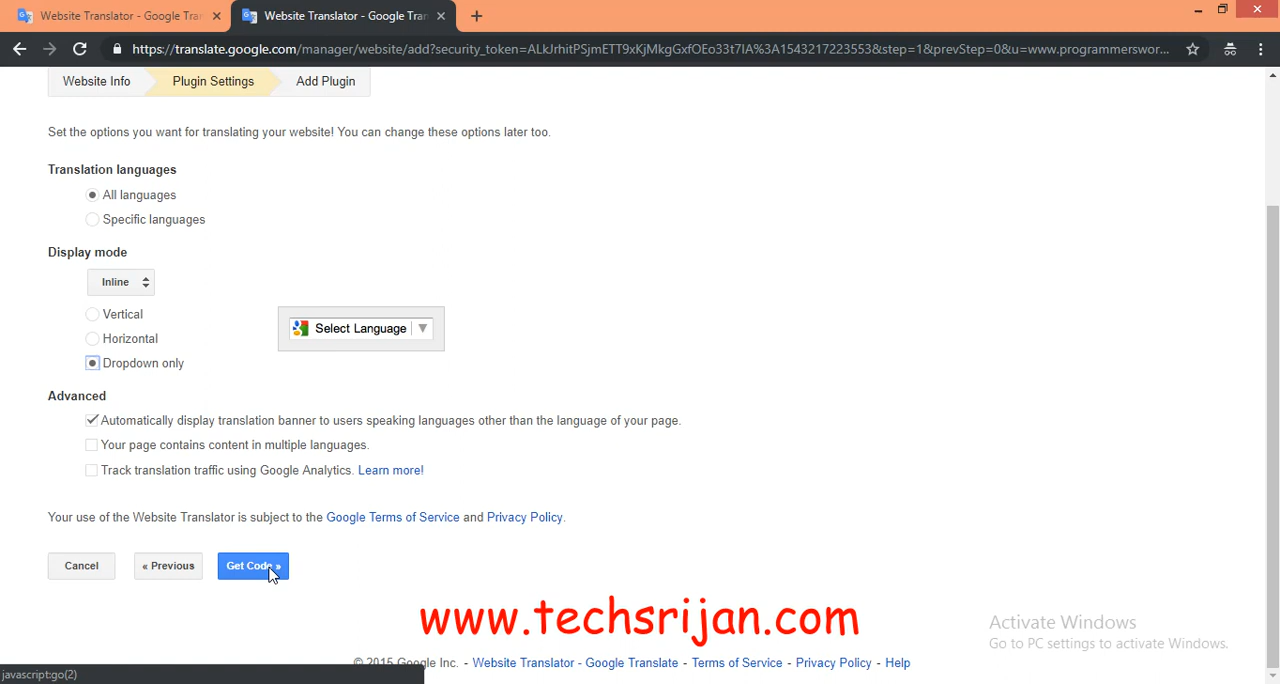 Website Translator - Google Tra
Website Translator - Google Tran
https://translate.google.com/manager/website/add?security_token=ALkJrhitPSjmETT9xKjMkgGxfOEo33t7IA%3A1543217223553&step=1&prevStep=0&u=www.programmerswor...
Website Info
Plugin Settings
Add Plugin
Set the options you want for translating your website! You can change these options later too.
Translation languages
All languages
Specific languages
Display mode
Inline
Vertical
Horizontal
Select Language
Dropdown only
Advanced
Automatically display translation banner to users speaking languages other than the language of your page.
Your page contains content in multiple languages.
Track translation traffic using Google Analytics. Learn more!
Your use of the Website Translator is subject to the Google Terms of Service and Privacy Policy.
Cancel
« Previous
Get Code »
www.techsrijan.com
Activate Windows
Go to PC settings to activate Windows.
© 2015 Google Inc. - Website Translator - Google Translate - Terms of Service - Privacy Policy - Help
javascript:go(2)